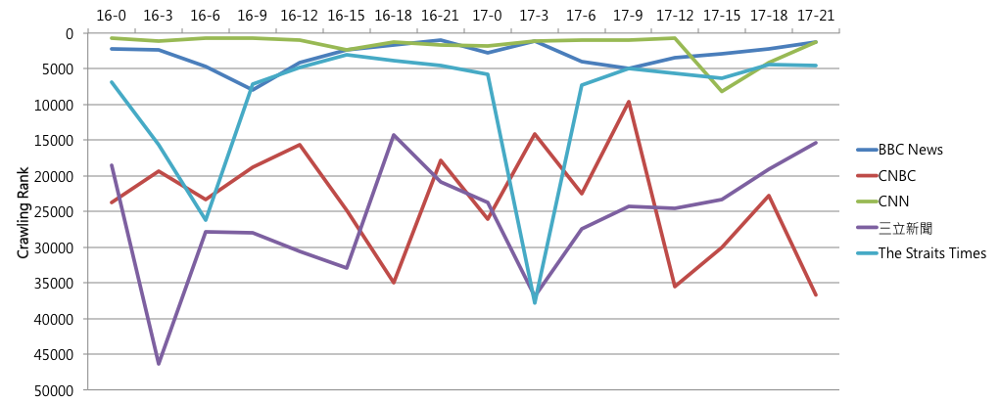 16-0 16-3 16-6 16-9 16-12 16-15 16-18 16-21 17-0 17-3 17-6 17-9 17-12 17-15 17-18 17-21
0
5000
10000
15000
20000
25000
30000
35000
40000
45000
50000
Crawling Rank
BBC News
CNBC
CNN
三立新聞
The Straits Times